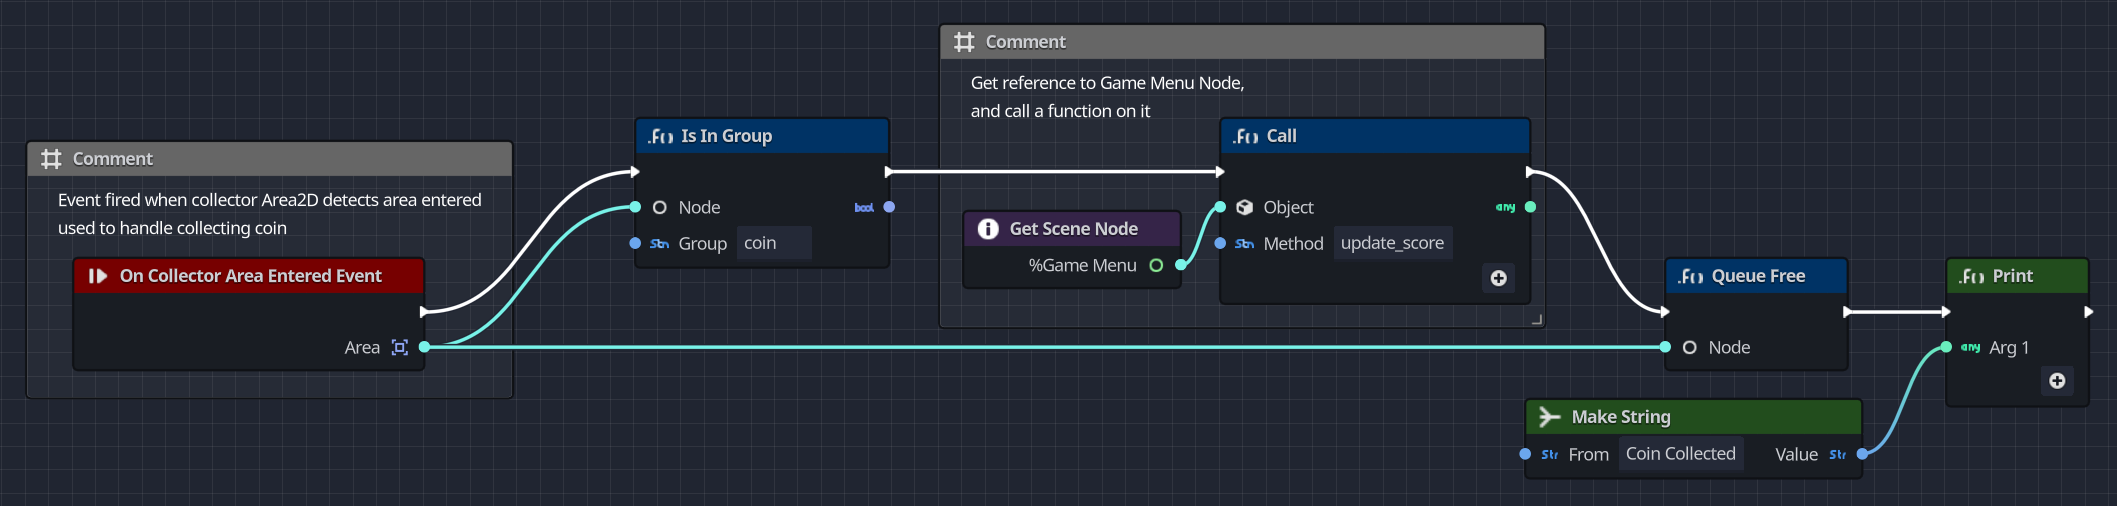 Comment
Event fired when collector Area2D detects area entered
used to handle collecting coin
On Collector Area Entered Event
Area
.f()
Is In Group
Node
bool
Str
Group
coin
Comment
Get reference to Game Menu Node,
and call a function on it
Get Scene Node
%Game Menu
.f()
Call
Object
any
Str
Method
update_score
.f()
Queue Free
Node
.f()
Print
any
Arg 1
Make String
Str
From
Coin Collected
Value
Str